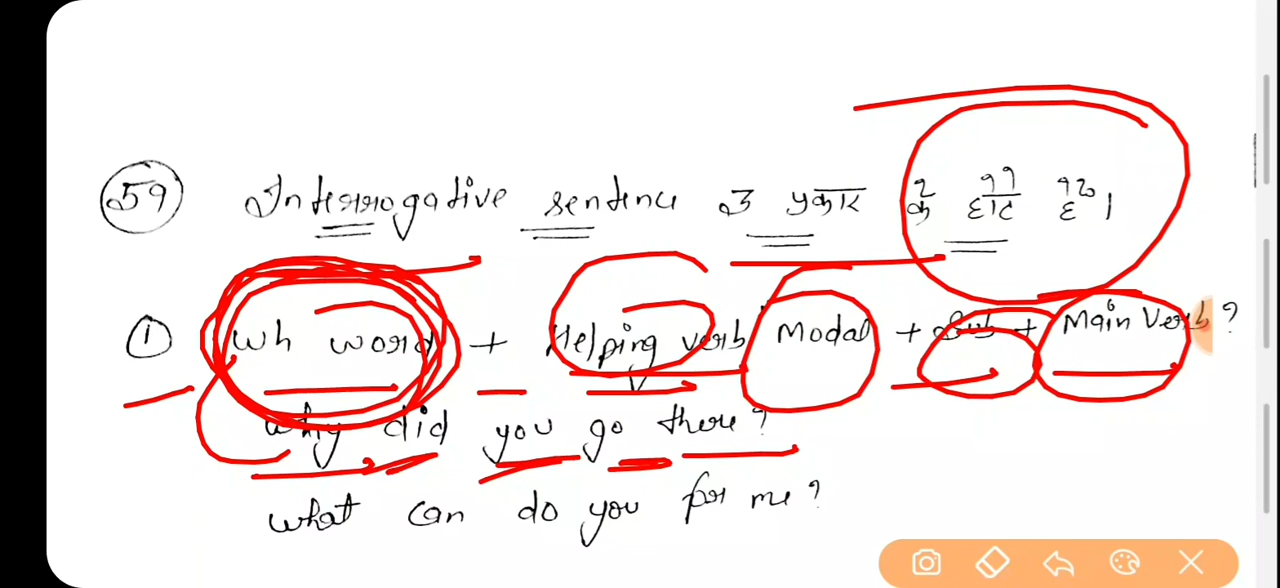 59 Interrogative sentence 3 प्रकार के होते हैं।
① Wh word + Helping verb Modal + Sub + Main Verb?
why did you go there?
what can do you for me?